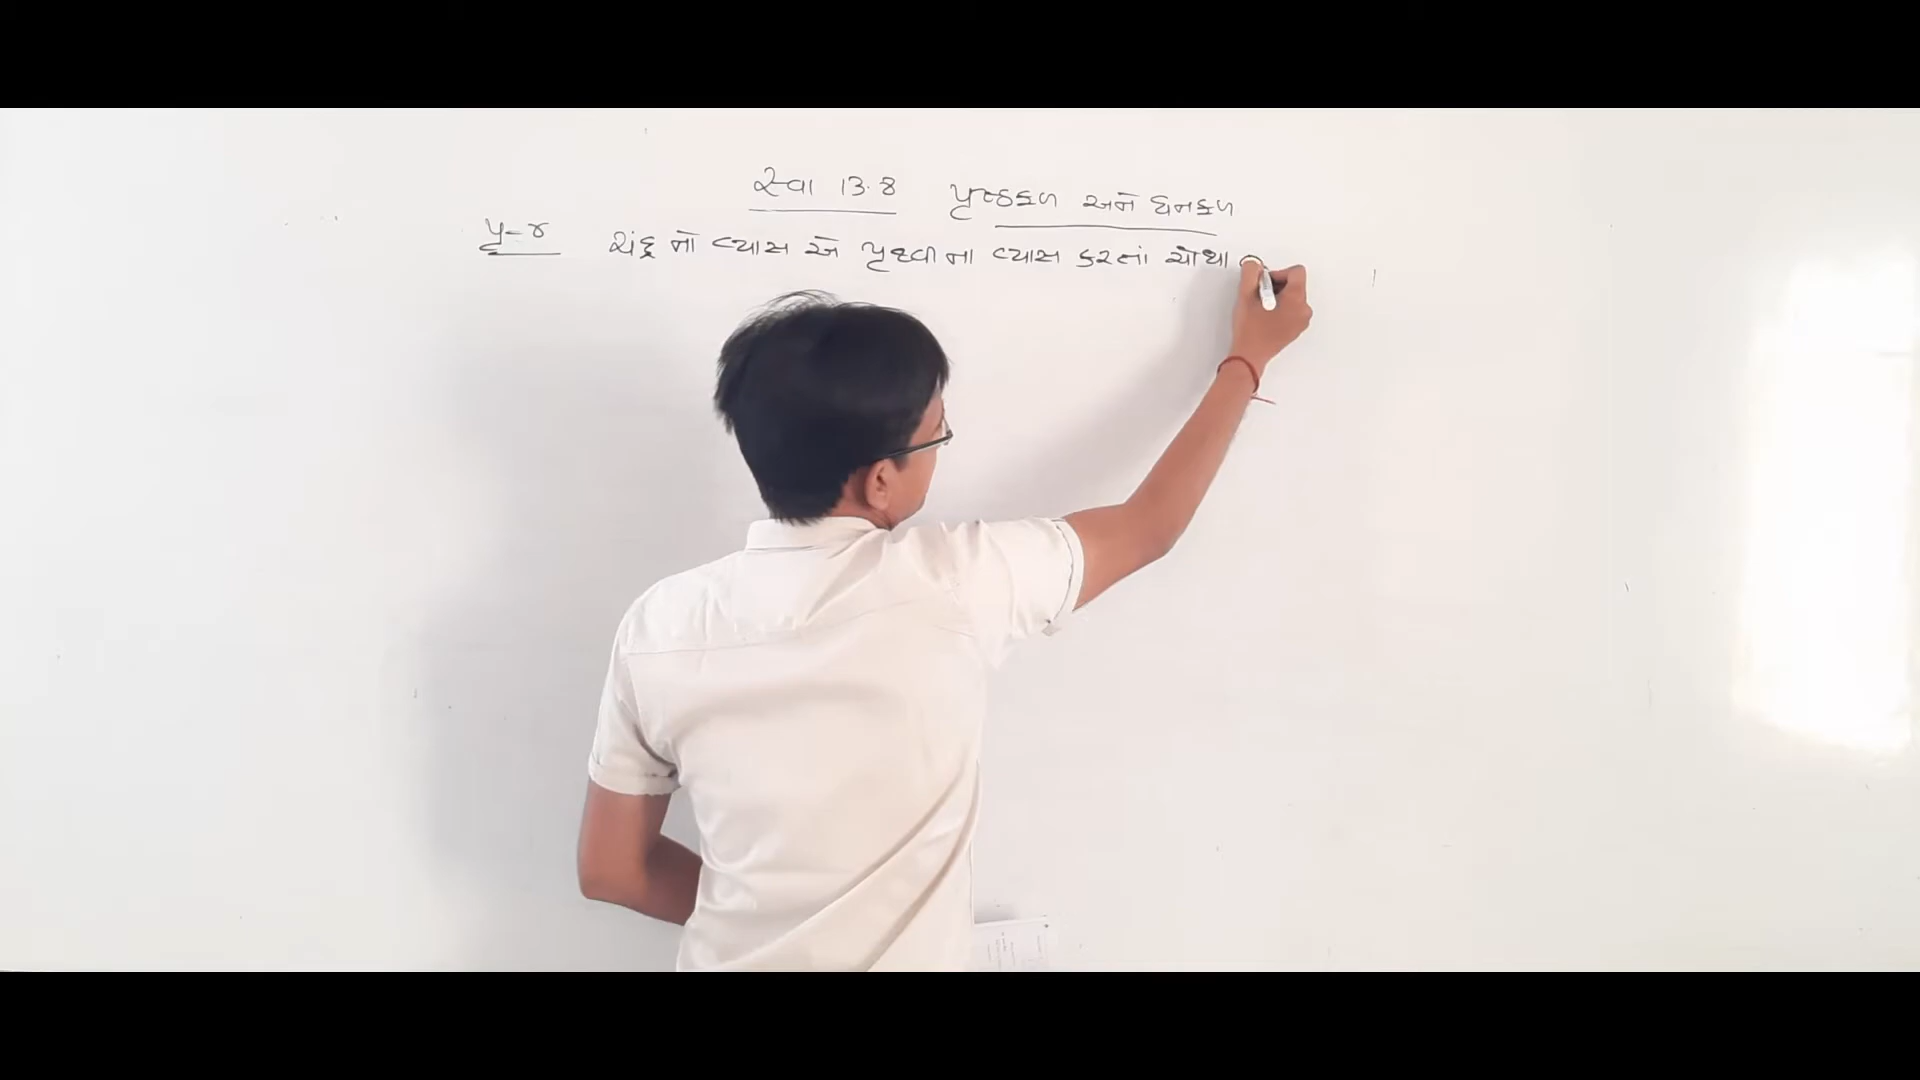 સ્વા 13.8 પૃષ્ઠફળ અને ઘનફળ
પ્ર-૪ ચંદ્ર નો વ્યાસ એ પૃથ્વી ના વ્યાસ કરતાં ચોથા